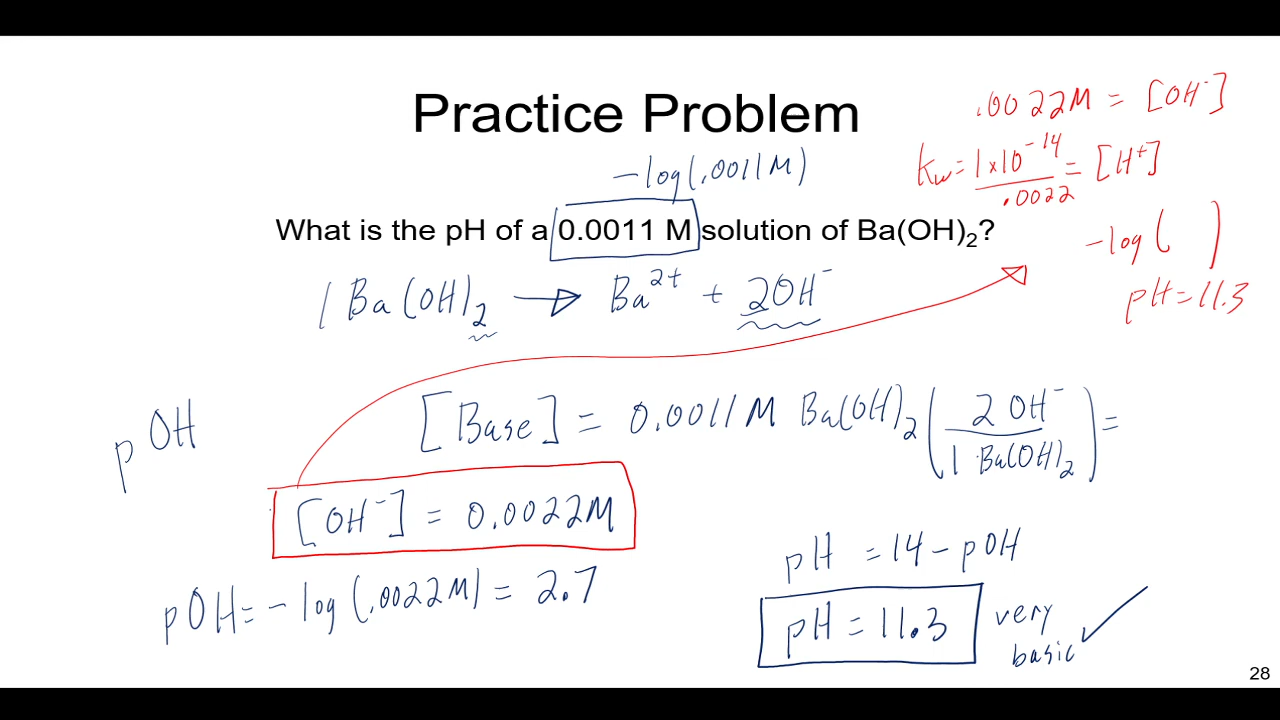 Practice Problem
.0022M = [OH⁻]
Kw = 1x10⁻¹⁴/.0022 = [H⁺]
-log(.0011M)
What is the pH of a 0.0011 M solution of Ba(OH)₂?
-log( )
pH = 11.3
1 Ba(OH)₂ → Ba²⁺ + 2OH⁻
pOH
[Base] = 0.0011M Ba(OH)₂ (2 OH⁻/1 Ba(OH)₂) =
[OH⁻] = 0.0022M
pOH = -log(.0022M) = 2.7
pH = 14 - pOH
pH = 11.3
very
basic
28